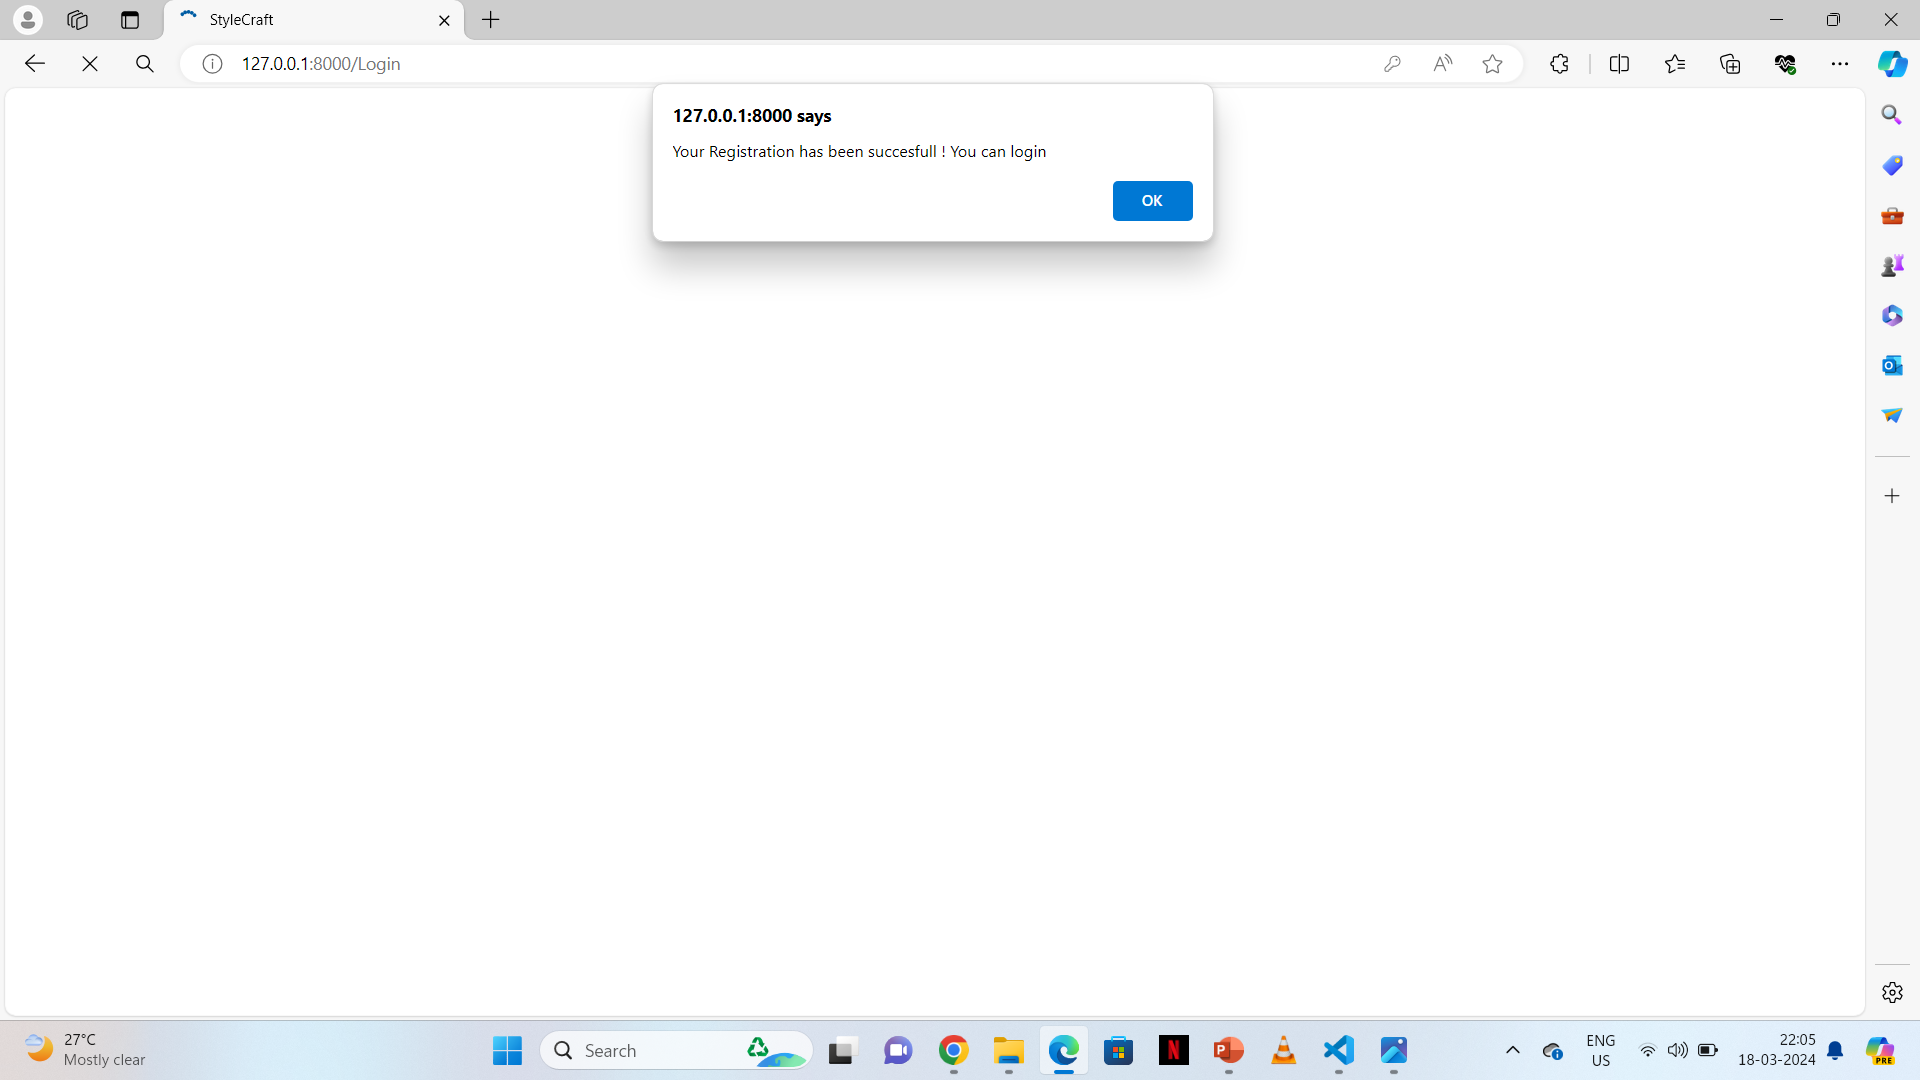 StyleCraft
127.0.0.1:8000/Login
127.0.0.1:8000 says
Your Registration has been succesfull ! You can login
OK
27°C
Mostly clear
Search
ENG
US
22:05
18-03-2024
PRE